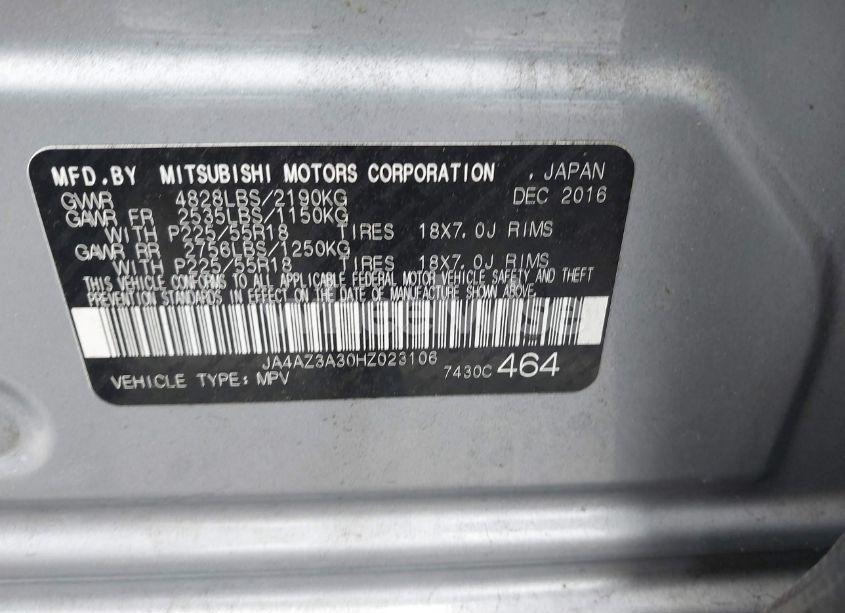 MFD.BY MITSUBISHI MOTORS CORPORATION , JAPAN
GVWR 4828LBS/2190KG DEC 2016
GAWR FR 2535LBS/1150KG
WITH P225/55R18 TIRES 18X7.0J RIMS
GAWR RR 2756LBS/1250KG
WITH P225/55R18 TIRES 18X7.0J RIMS
THIS VEHICLE CONFORMS TO ALL APPLICABLE FEDERAL MOTOR VEHICLE SAFETY AND THEFT
PREVENTION STANDARDS IN EFFECT ON THE DATE OF MANUFACTURE SHOWN ABOVE.
JA4AZ3A30HZ023106
VEHICLE TYPE: MPV 7430C 464